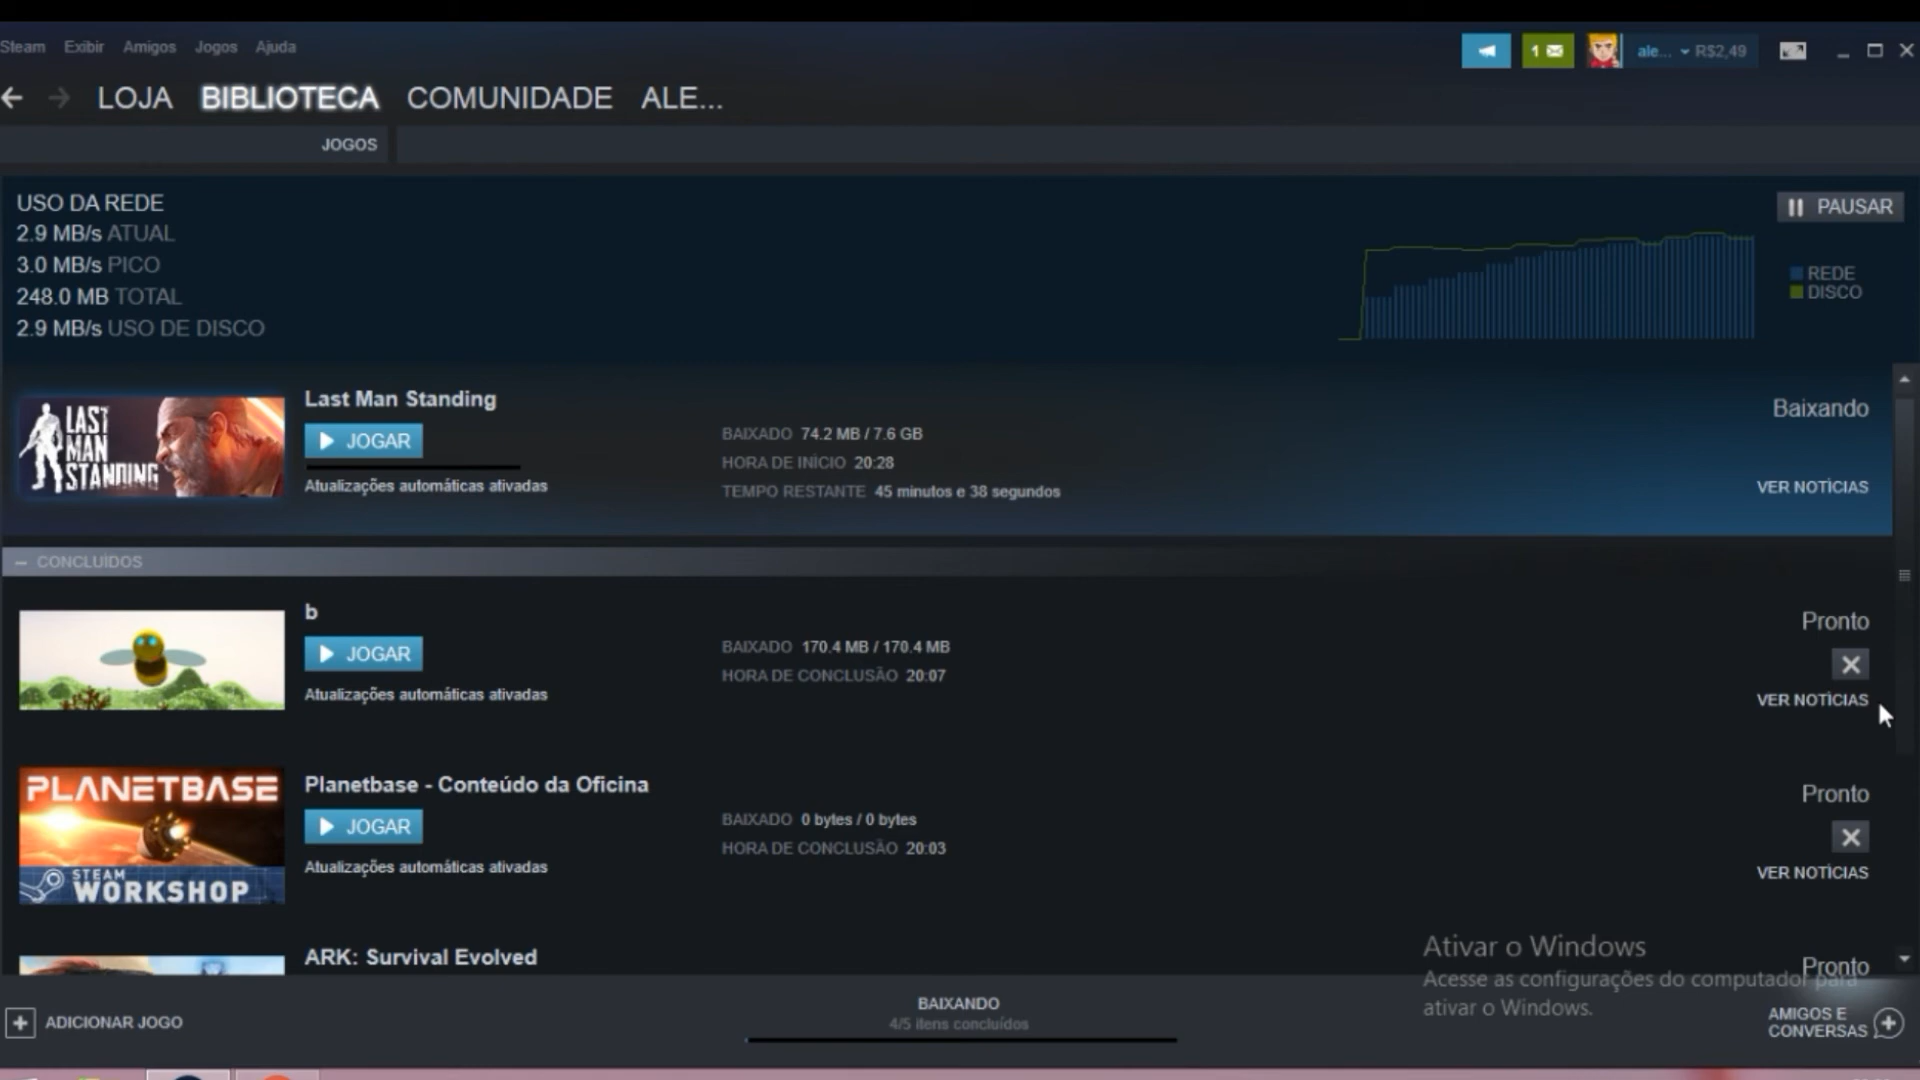 Steam Exibir Amigos Jogos Ajuda
1 ale... R$2,49
LOJA BIBLIOTECA COMUNIDADE ALE...
JOGOS
USO DA REDE
2.9 MB/s ATUAL
3.0 MB/s PICO
248.0 MB TOTAL
2.9 MB/s USO DE DISCO
PAUSAR
REDE
DISCO
LAST
MAN
STANDING
Last Man Standing
JOGAR
Atualizações automáticas ativadas
BAIXADO 74.2 MB / 7.6 GB
HORA DE INÍCIO 20:28
TEMPO RESTANTE 45 minutos e 38 segundos
Baixando
VER NOTÍCIAS
CONCLUÍDOS
b
JOGAR
Atualizações automáticas ativadas
BAIXADO 170.4 MB / 170.4 MB
HORA DE CONCLUSÃO 20:07
Pronto
VER NOTÍCIAS
PLANETBASE
STEAM
WORKSHOP
Planetbase - Conteúdo da Oficina
JOGAR
Atualizações automáticas ativadas
BAIXADO 0 bytes / 0 bytes
HORA DE CONCLUSÃO 20:03
Pronto
VER NOTÍCIAS
ARK: Survival Evolved
Pronto
Ativar o Windows
Acesse as configurações do computador para
ativar o Windows.
ADICIONAR JOGO
BAIXANDO
4/5 itens concluídos
AMIGOS E
CONVERSAS